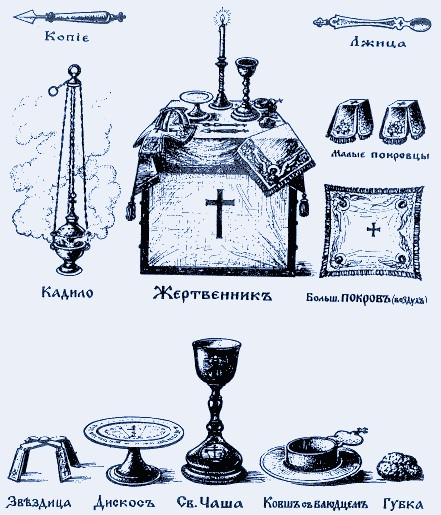 Копіе
Лжица
Малые покровцы
Кадило
Жертвенникъ
Больш. покровъ (воздухъ)
Звѣздица
Дискосъ
Св. Чаша
Ковшъ съ блюдцемъ
Губка